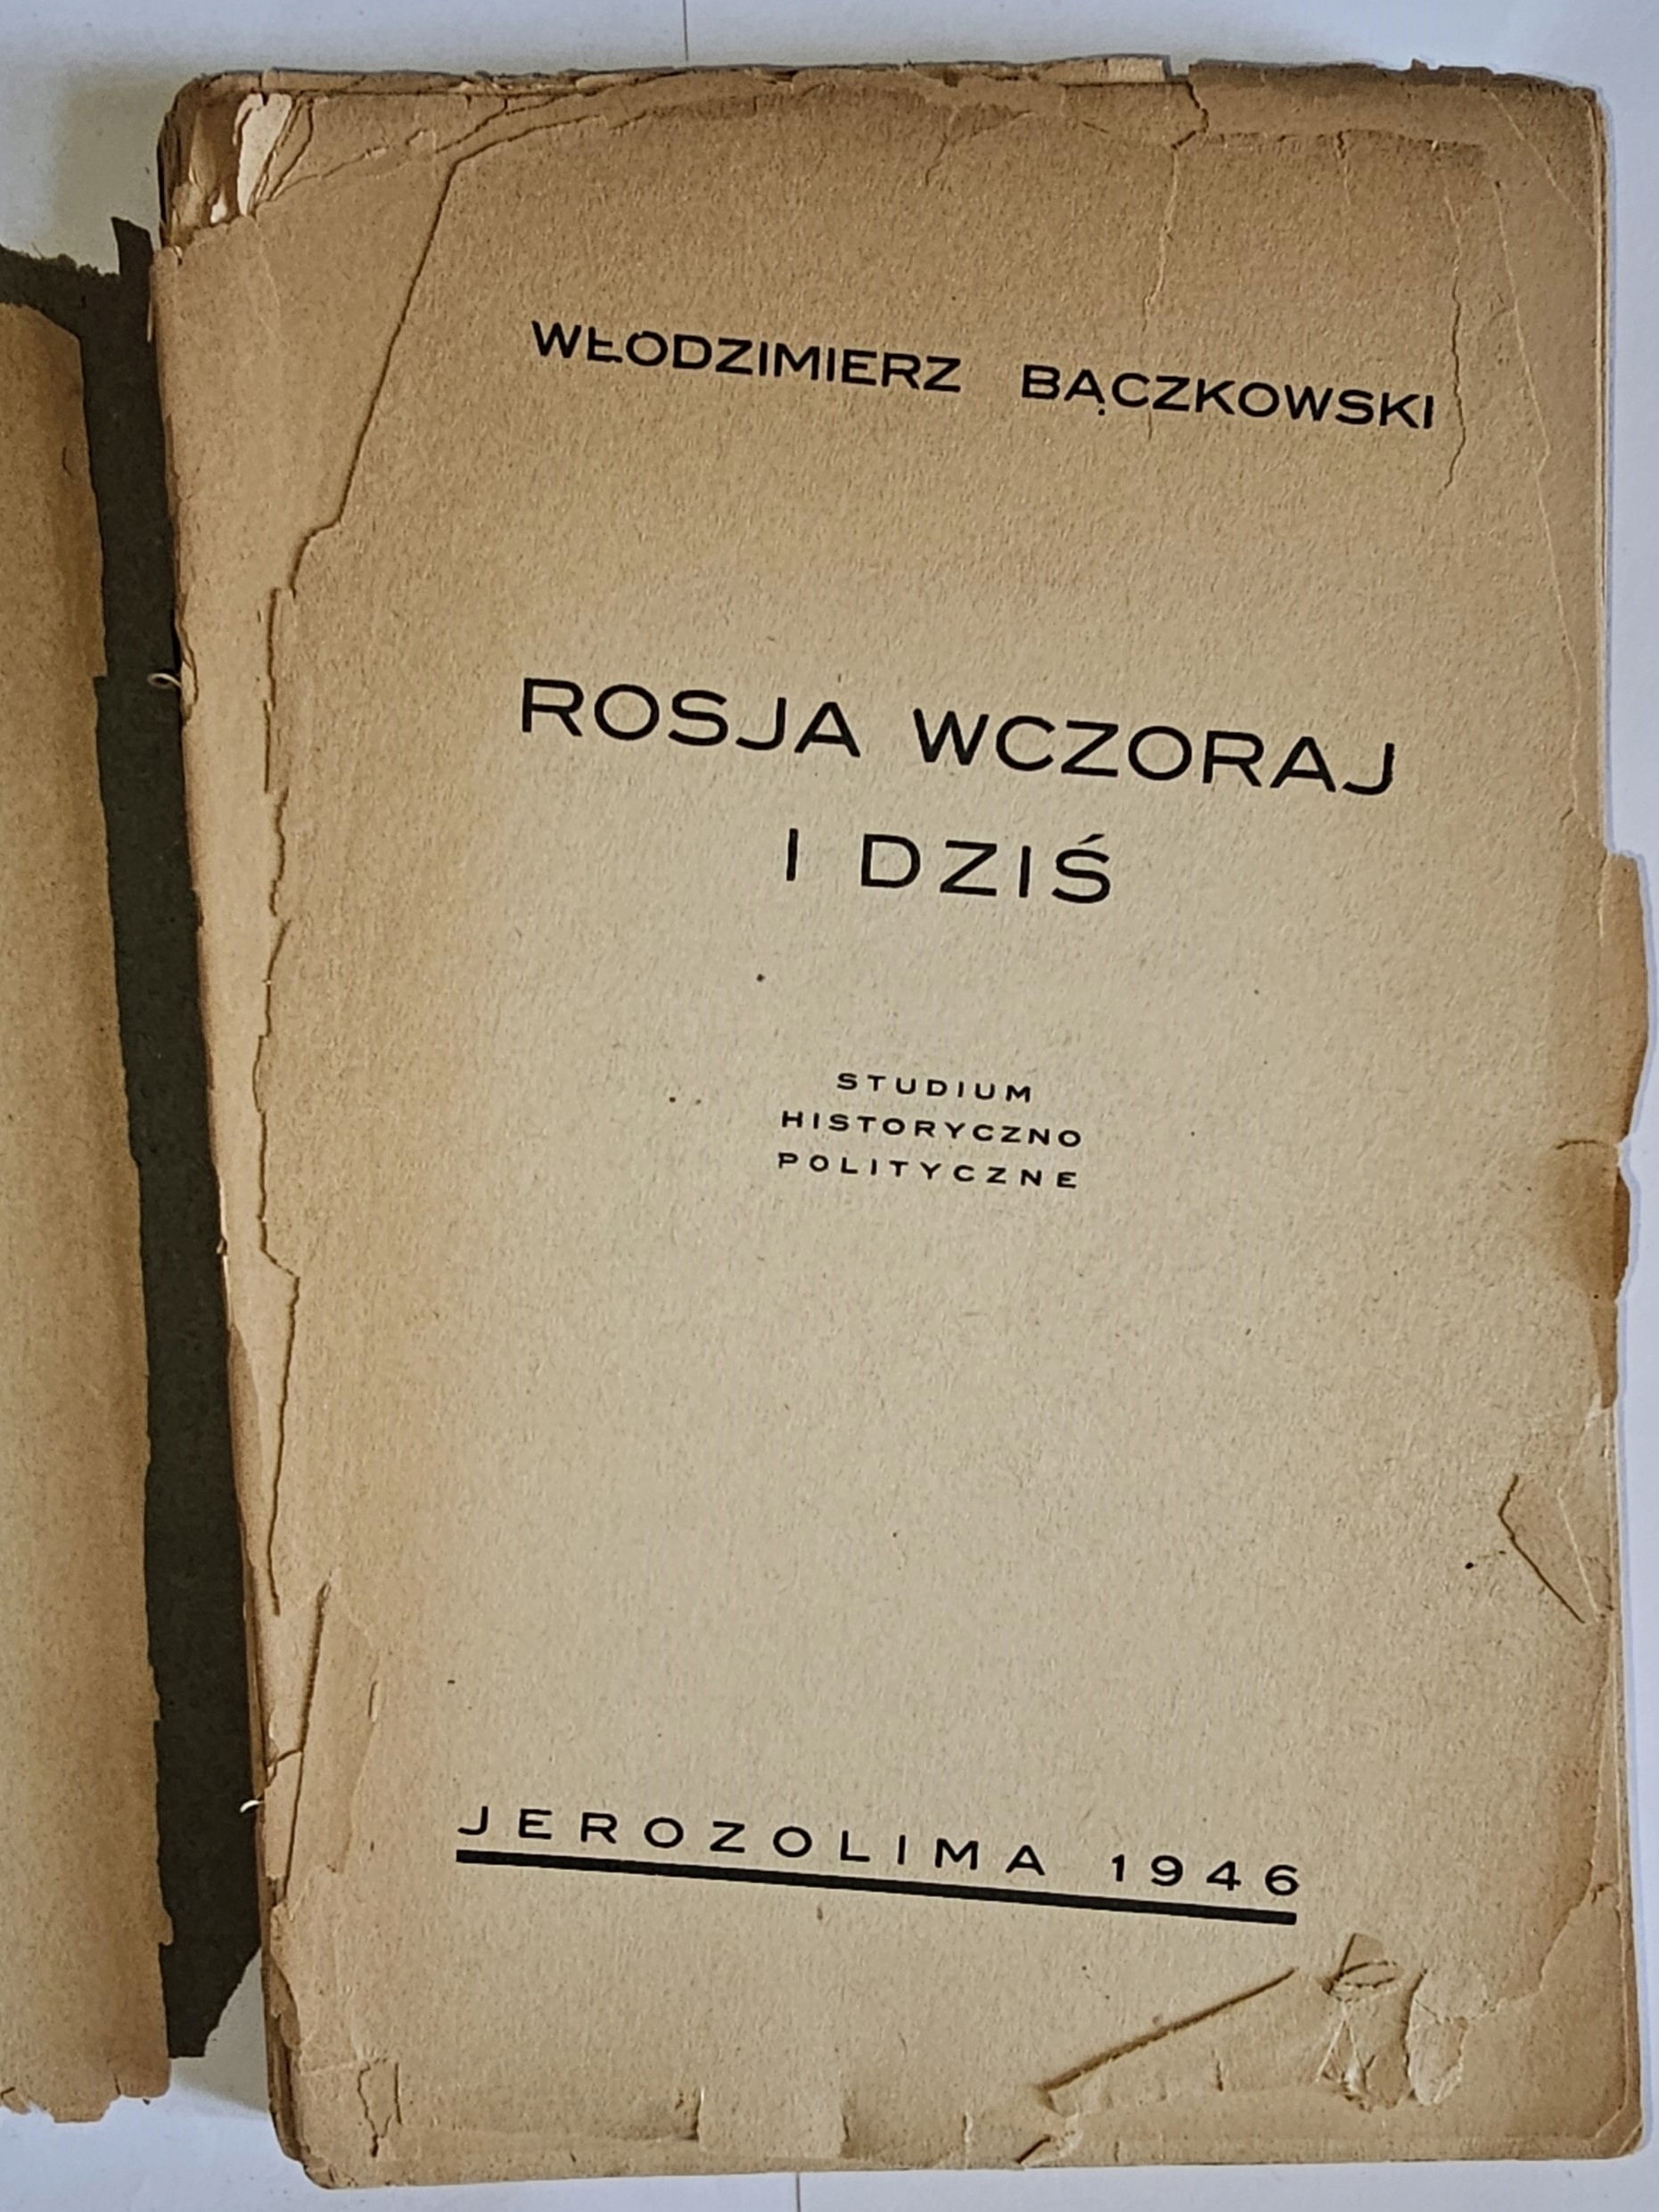 WŁODZIMIERZ BĄCZKOWSKI
ROSJA WCZORAJ
I DZIŚ
STUDIUM
HISTORYCZNO
POLITYCZNE
JEROZOLIMA 1946